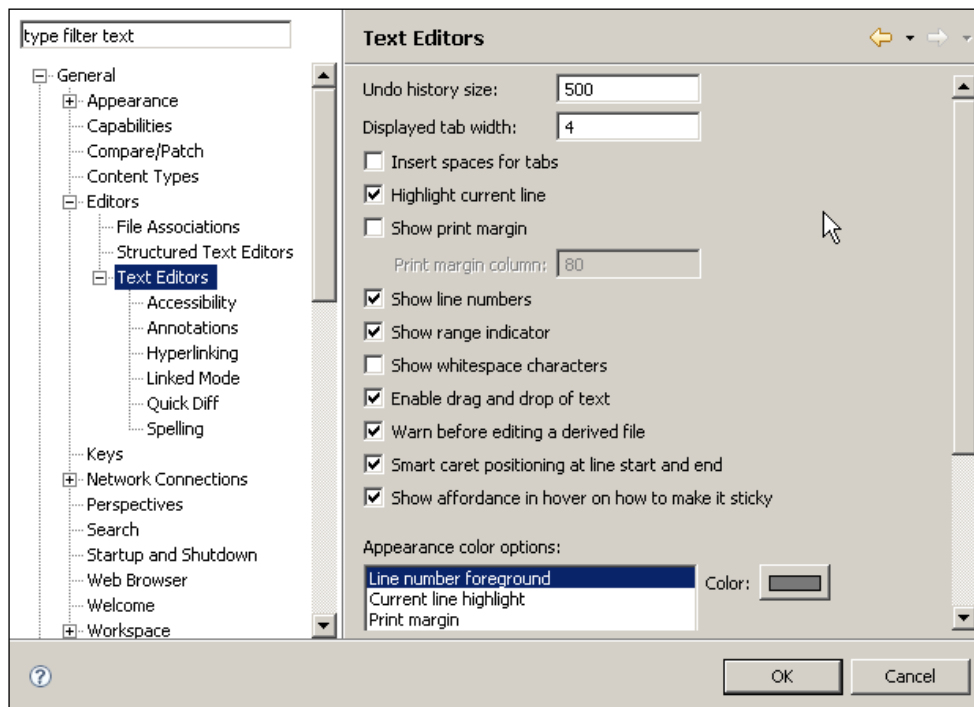 type filter text
General
Appearance
Capabilities
Compare/Patch
Content Types
Editors
File Associations
Structured Text Editors
Text Editors
Accessibility
Annotations
Hyperlinking
Linked Mode
Quick Diff
Spelling
Keys
Network Connections
Perspectives
Search
Startup and Shutdown
Web Browser
Welcome
Workspace
Text Editors
Undo history size: 500
Displayed tab width: 4
Insert spaces for tabs
Highlight current line
Show print margin
Print margin column: 80
Show line numbers
Show range indicator
Show whitespace characters
Enable drag and drop of text
Warn before editing a derived file
Smart caret positioning at line start and end
Show affordance in hover on how to make it sticky
Appearance color options:
Line number foreground
Current line highlight
Print margin
Color:
? OK Cancel